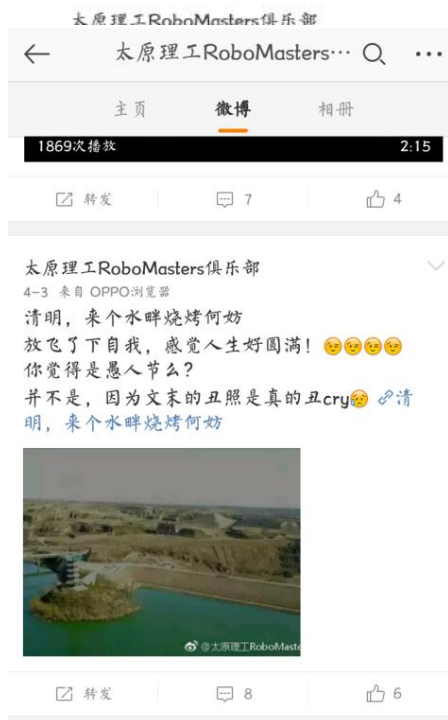 太原理工RoboMasters俱乐部
太原理工RoboMasters…
主页
微博
相册
1869次播放
2:15
转发
7
4
太原理工RoboMasters俱乐部
4-3 来自 OPPO浏览器
清明，来个水畔烧烤何妨
放飞了下自我，感觉人生好圆满！😏😏😏😏
你觉得是愚人节么？
并不是，因为文末的丑照是真的丑cry😥 清
明，来个水畔烧烤何妨
@太原理工RoboMaste
转发
8
6